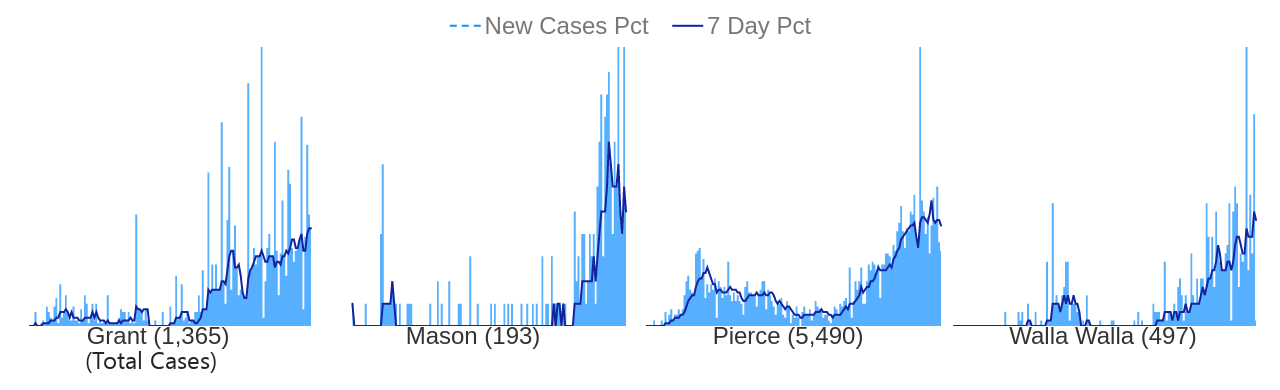 New Cases Pct 7 Day Pct
Grant (1,365) Mason (193) Pierce (5,490) Walla Walla (497)
(Total Cases)